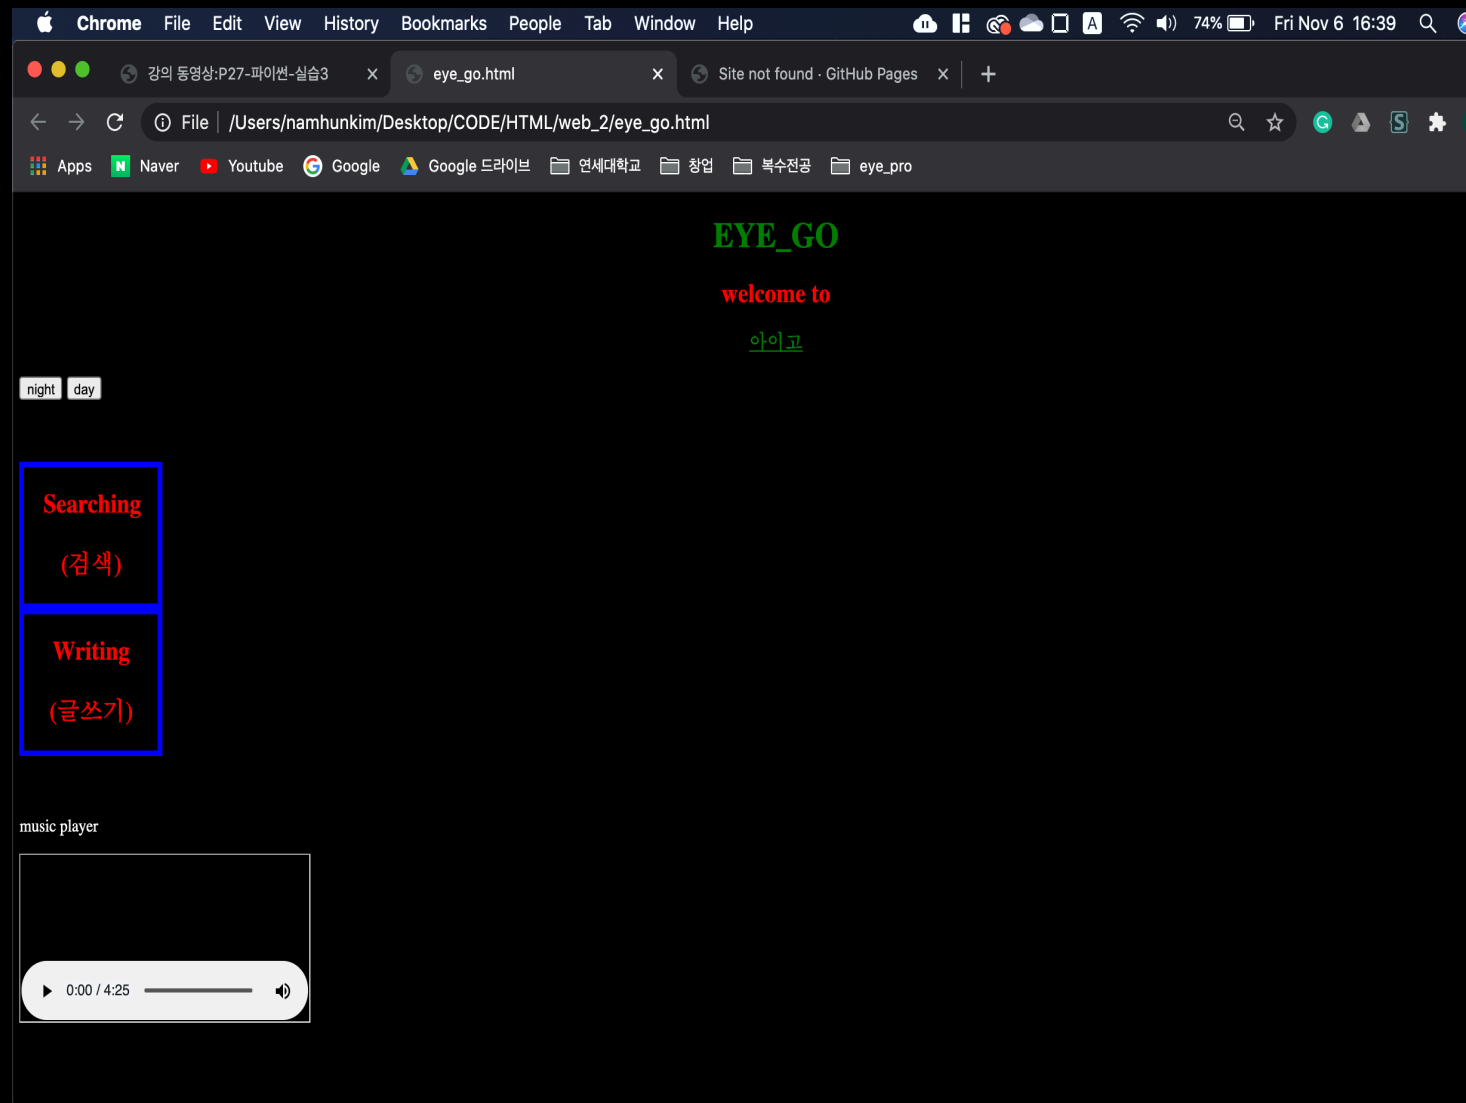 Chrome File Edit View History Bookmarks People Tab Window Help A 74% Fri Nov 6 16:39
강의 동영상:P27-파이썬-실습3 eye_go.html Site not found · GitHub Pages
File /Users/namhunkim/Desktop/CODE/HTML/web_2/eye_go.html
Apps Naver Youtube Google Google 드라이브 연세대학교 창업 복수전공 eye_pro
EYE_GO
welcome to
아이고
night day
Searching
(검색)
Writing
(글쓰기)
music player
0:00 / 4:25